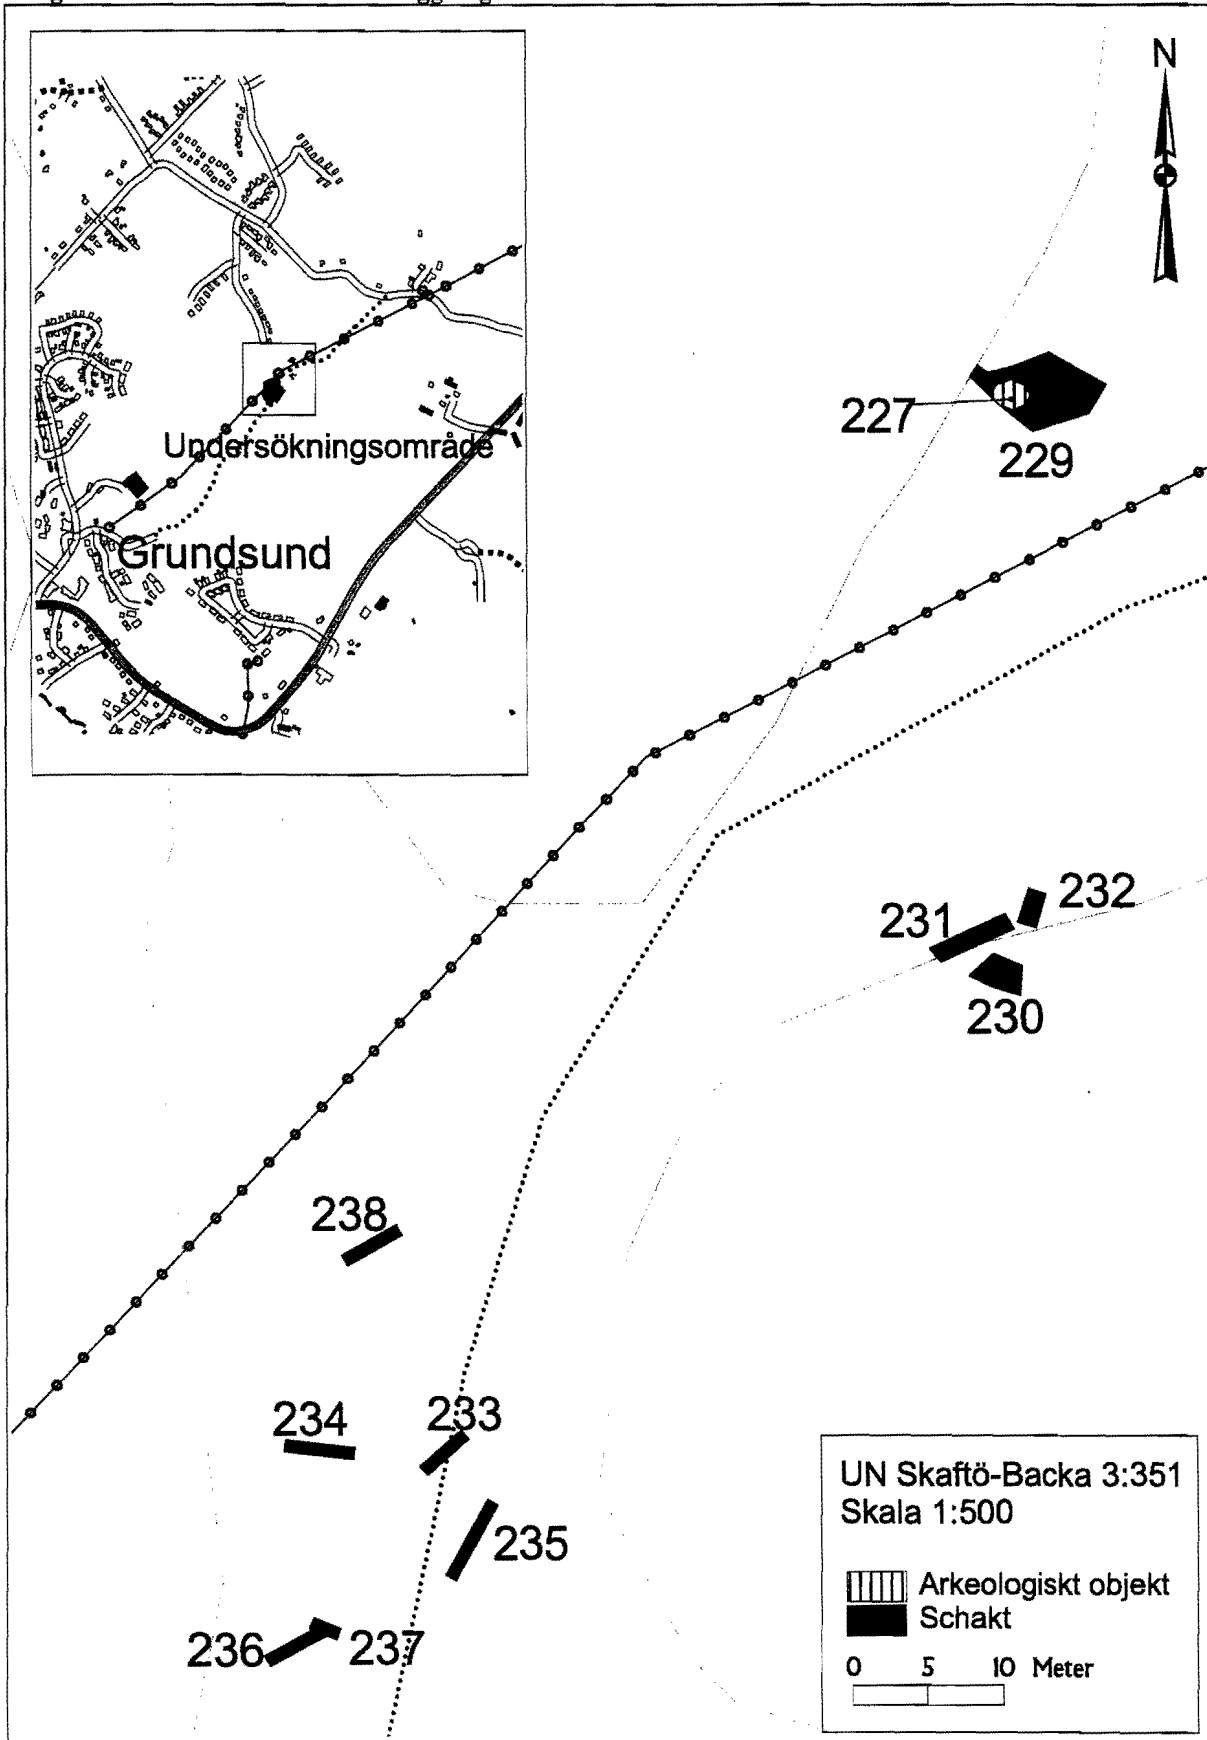 N
Undersökningsområde
Grundsund
227
229
232
231
230
238
234
233
235
236
237
UN Skaftö-Backa 3:351
Skala 1:500
Arkeologiskt objekt
Schakt
0 5 10 Meter